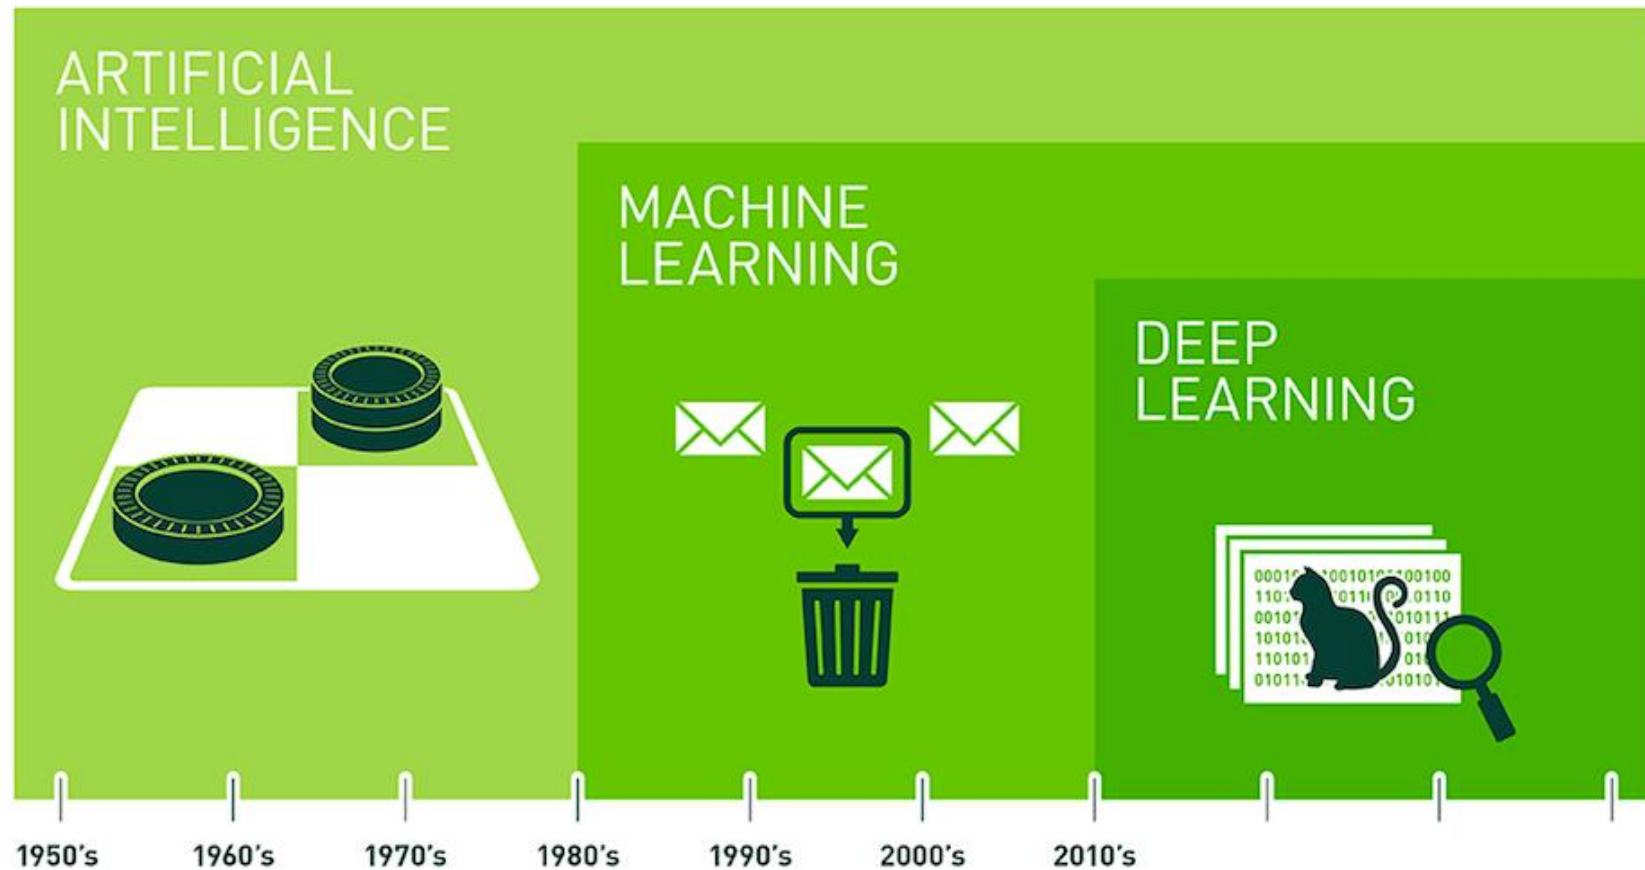 ARTIFICIAL
INTELLIGENCE
MACHINE
LEARNING
DEEP
LEARNING
1950's
1960's
1970's
1980's
1990's
2000's
2010's